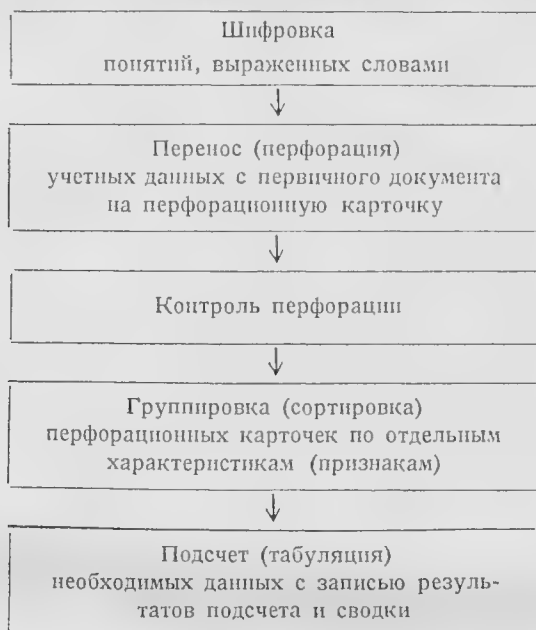 Шифровка
понятий, выраженных словами
Перенос (перфорация)
учетных данных с первичного документа
на перфорационную карточку
Контроль перфорации
Группировка (сортировка)
перфорационных карточек по отдельным
характеристикам (признакам)
Подсчет (табуляция)
необходимых данных с записью резуль-
татов подсчета и сводки